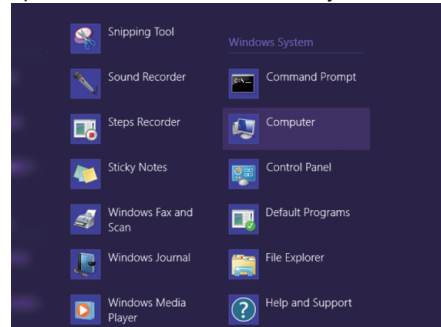 Snipping Tool
Sound Recorder
Steps Recorder
Sticky Notes
Windows Fax and
Scan
Windows Journal
Windows Media
Player
Windows System
Command Prompt
Computer
Control Panel
Default Programs
File Explorer
Help and Support